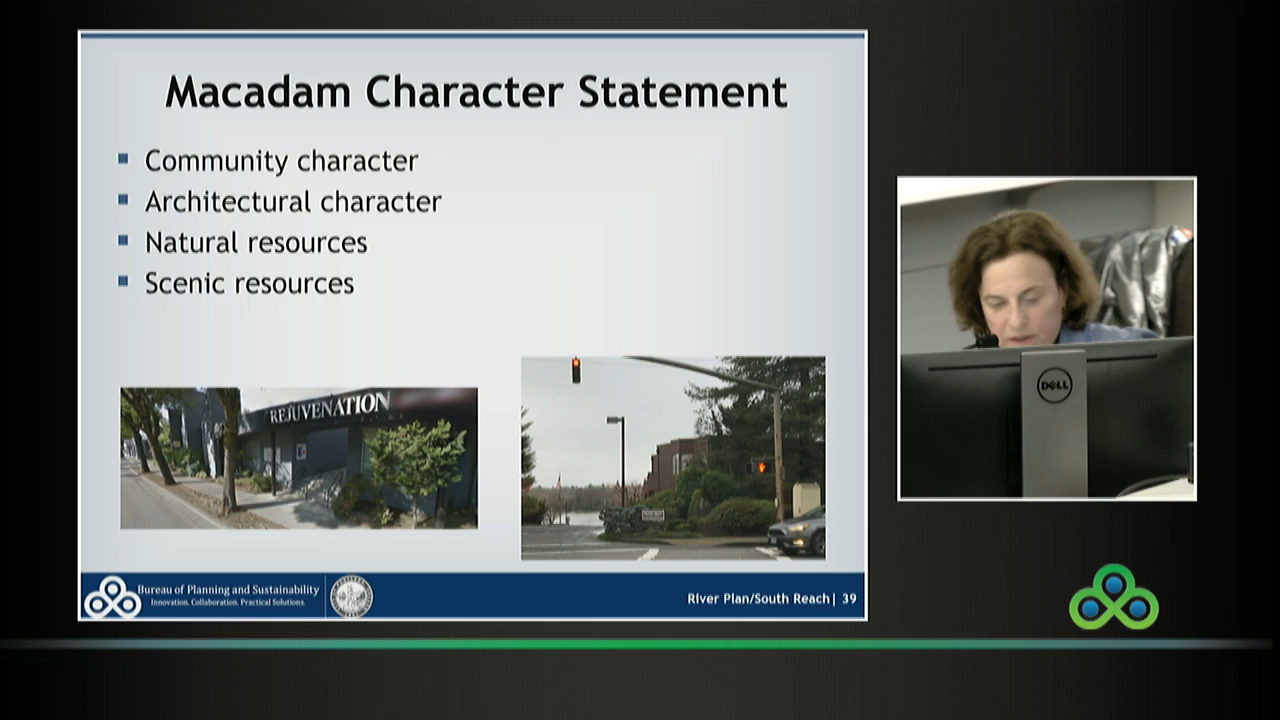 Macadam Character Statement
Community character
Architectural character
Natural resources
Scenic resources
REJUVENATION
DELL
Bureau of Planning and Sustainability
Innovation. Collaboration. Practical Solutions.
River Plan/South Reach| 39